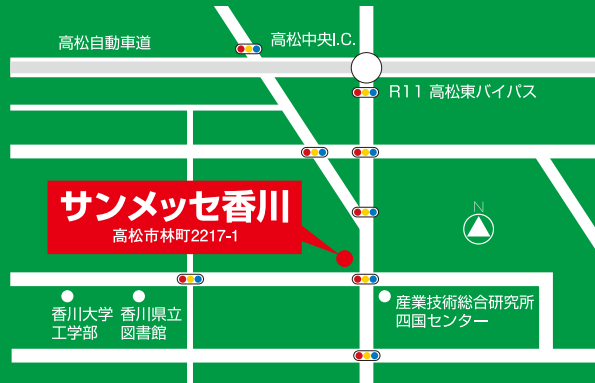 高松自動車道
高松中央I.C.
R11 高松東バイパス
サンメッセ香川
高松市林町2217-1
N
香川大学
工学部
香川県立
図書館
産業技術総合研究所
四国センター